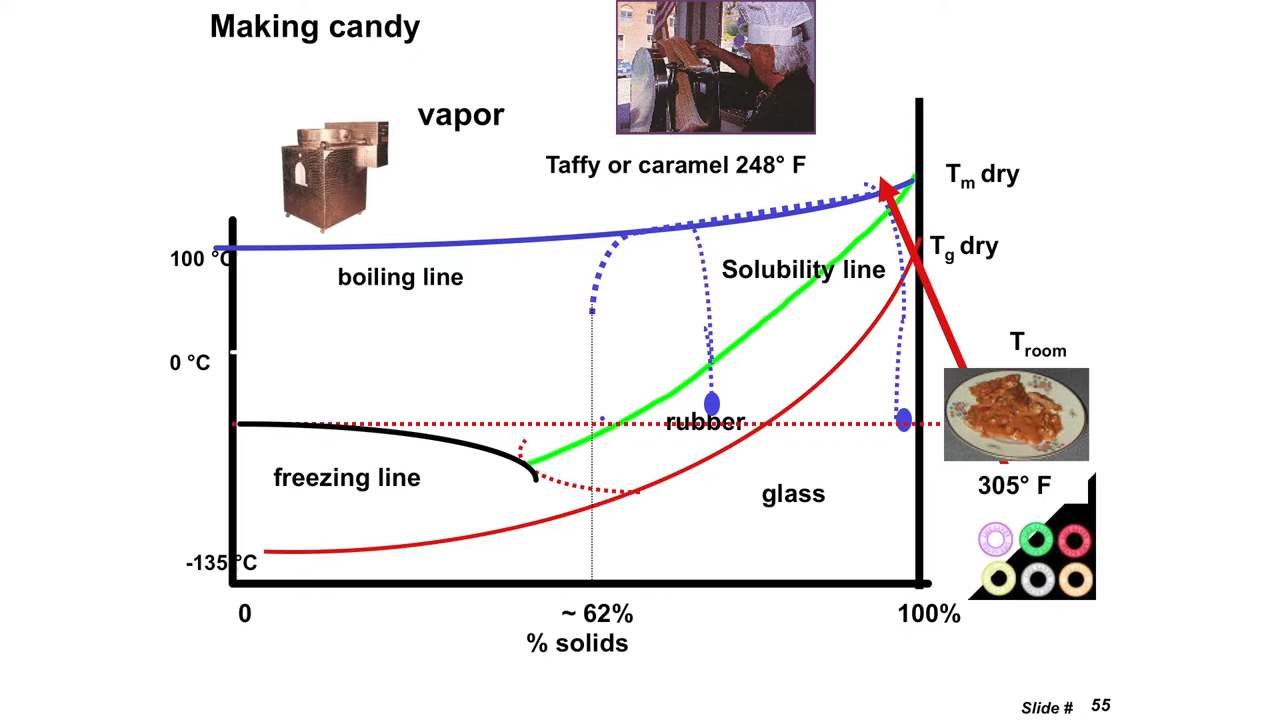 Making candy
vapor
Taffy or caramel 248° F
Tm dry
Tg dry
100 °C
boiling line
Solubility line
Troom
0 °C
rubber
freezing line
glass
305° F
-135 °C
0
~ 62%
100%
% solids
Slide # 55